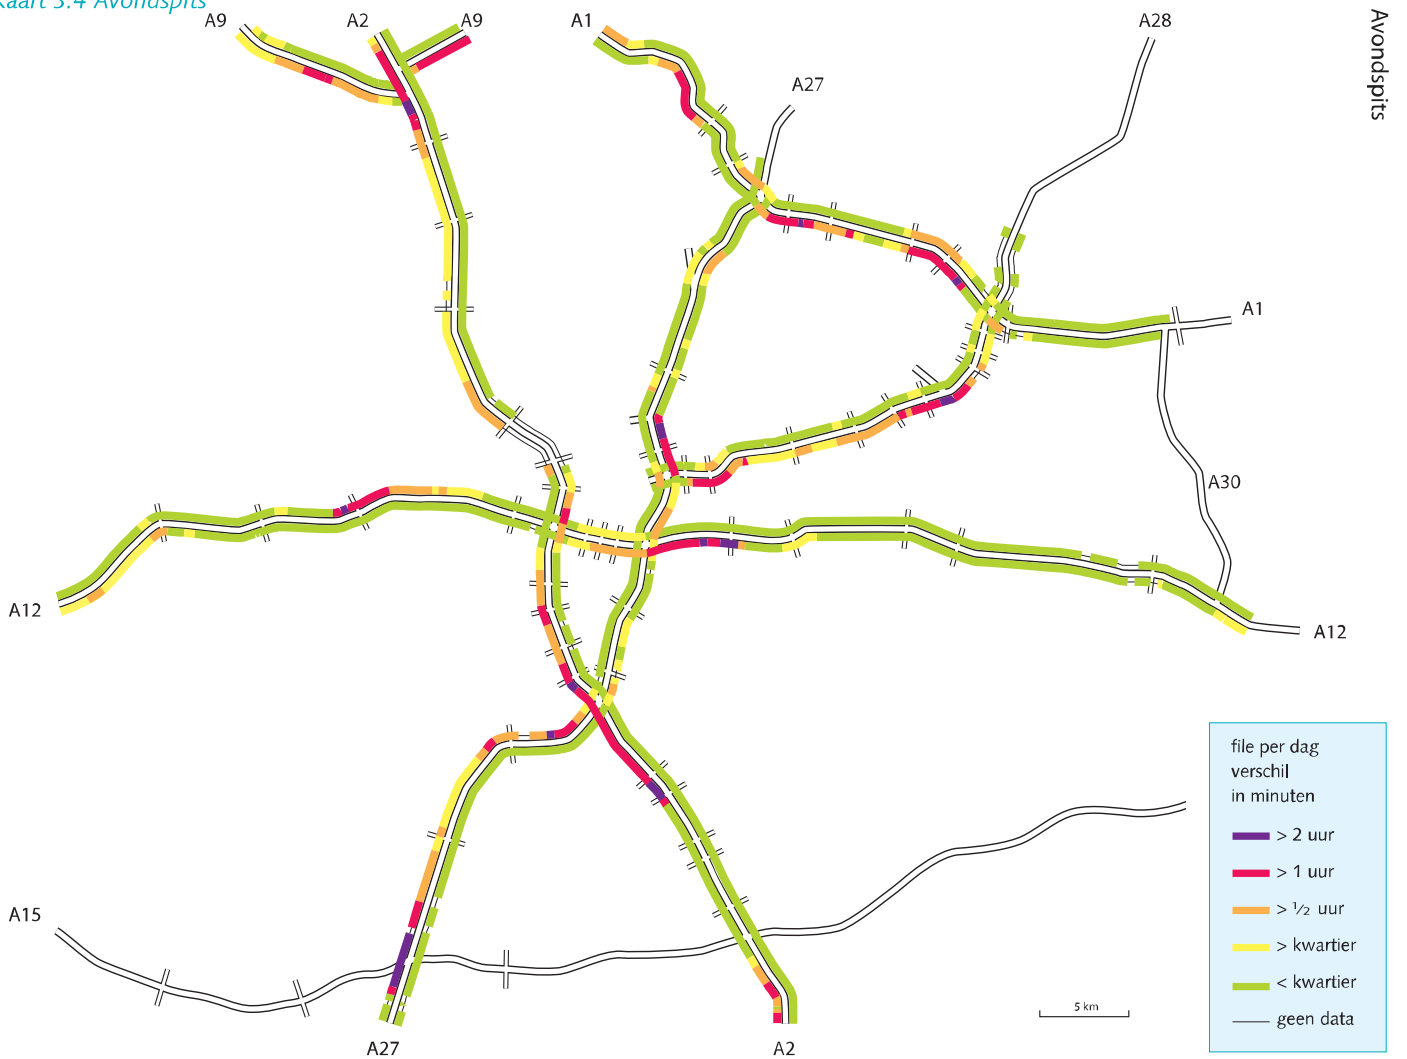 Kaart 3.4 Avondspits
A9
A2
A9
A1
A28
Avondspits
A27
A1
A30
A12
A12
A15
A27
A2
5 km
file per dag
verschil
in minuten
> 2 uur
> 1 uur
> ½ uur
> kwartier
< kwartier
geen data